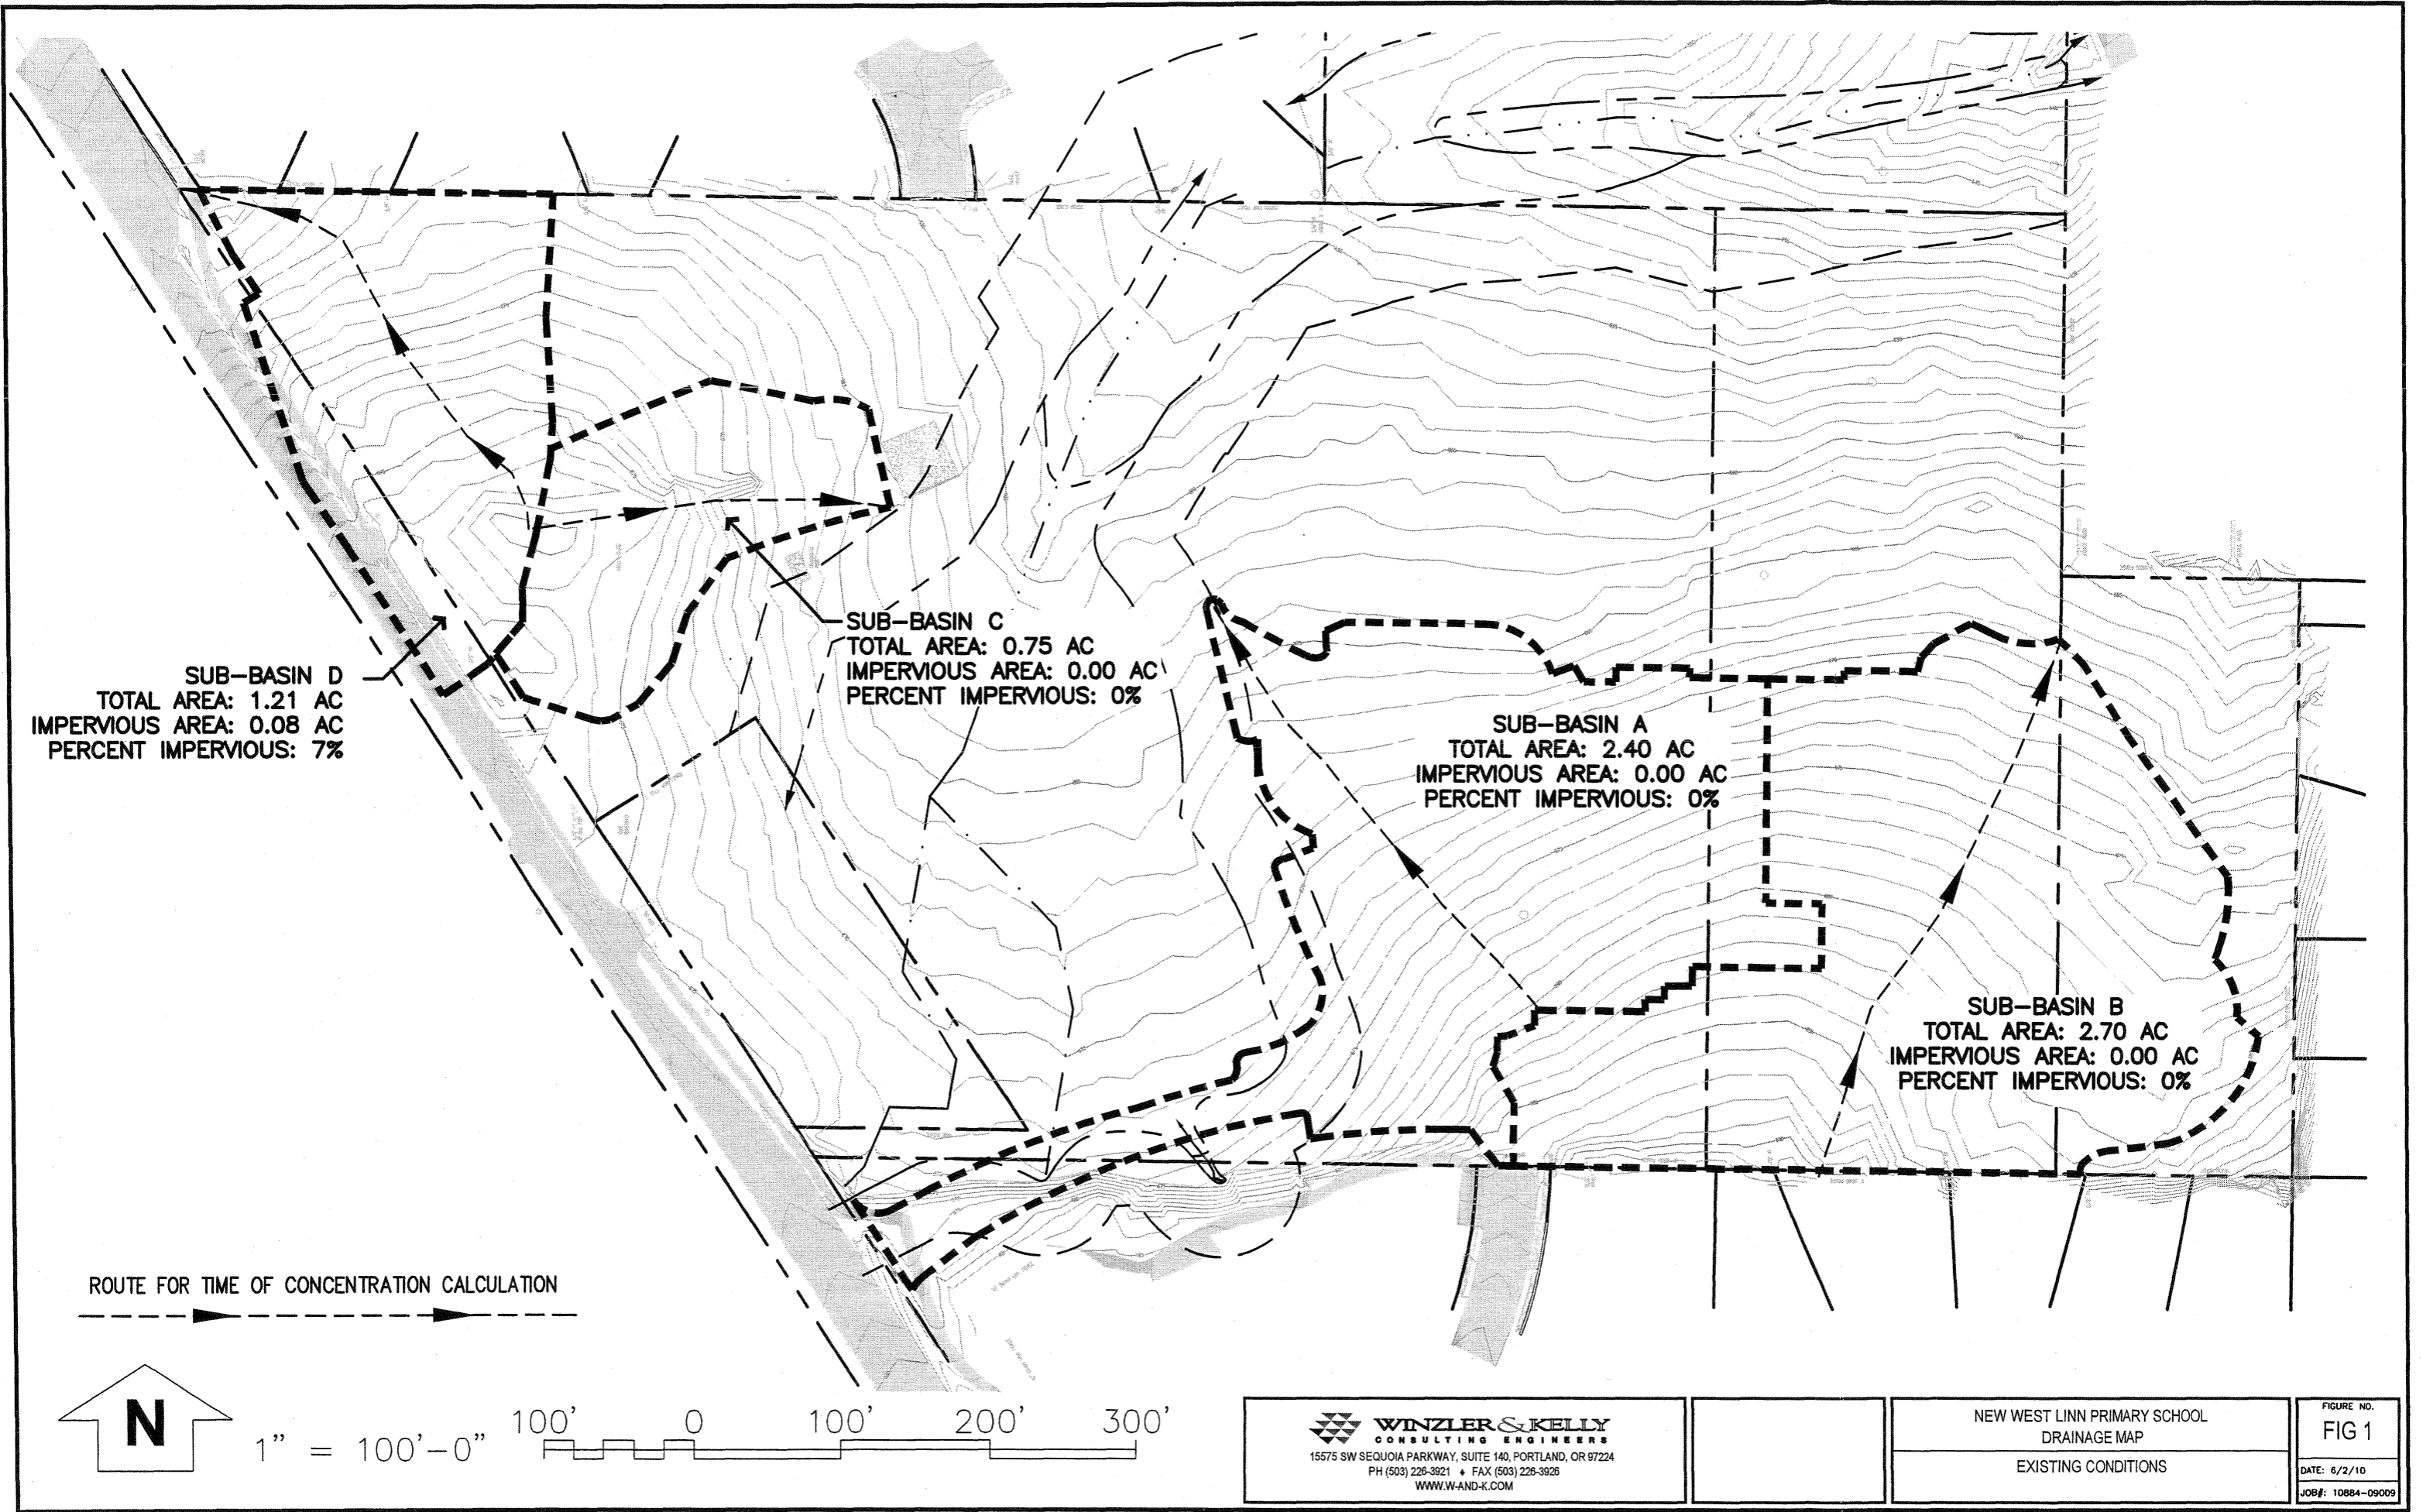 SUB-BASIN C
TOTAL AREA: 0.75 AC
IMPERVIOUS AREA: 0.00 AC
PERCENT IMPERVIOUS: 0%
SUB-BASIN D
TOTAL AREA: 1.21 AC
IMPERVIOUS AREA: 0.08 AC
PERCENT IMPERVIOUS: 7%
SUB-BASIN A
TOTAL AREA: 2.40 AC
IMPERVIOUS AREA: 0.00 AC
PERCENT IMPERVIOUS: 0%
SUB-BASIN B
TOTAL AREA: 2.70 AC
IMPERVIOUS AREA: 0.00 AC
PERCENT IMPERVIOUS: 0%
ROUTE FOR TIME OF CONCENTRATION CALCULATION
N
1" = 100'-0"
100' 0 100' 200' 300'
WINZLER & KELLY
CONSULTING ENGINEERS
15575 SW SEQUOIA PARKWAY, SUITE 140, PORTLAND, OR 97224
PH (503) 226-3921 ♦ FAX (503) 226-3926
WWW.W-AND-K.COM
NEW WEST LINN PRIMARY SCHOOL
DRAINAGE MAP
EXISTING CONDITIONS
FIGURE NO.
FIG 1
DATE: 6/2/10
JOB#: 10884-09009